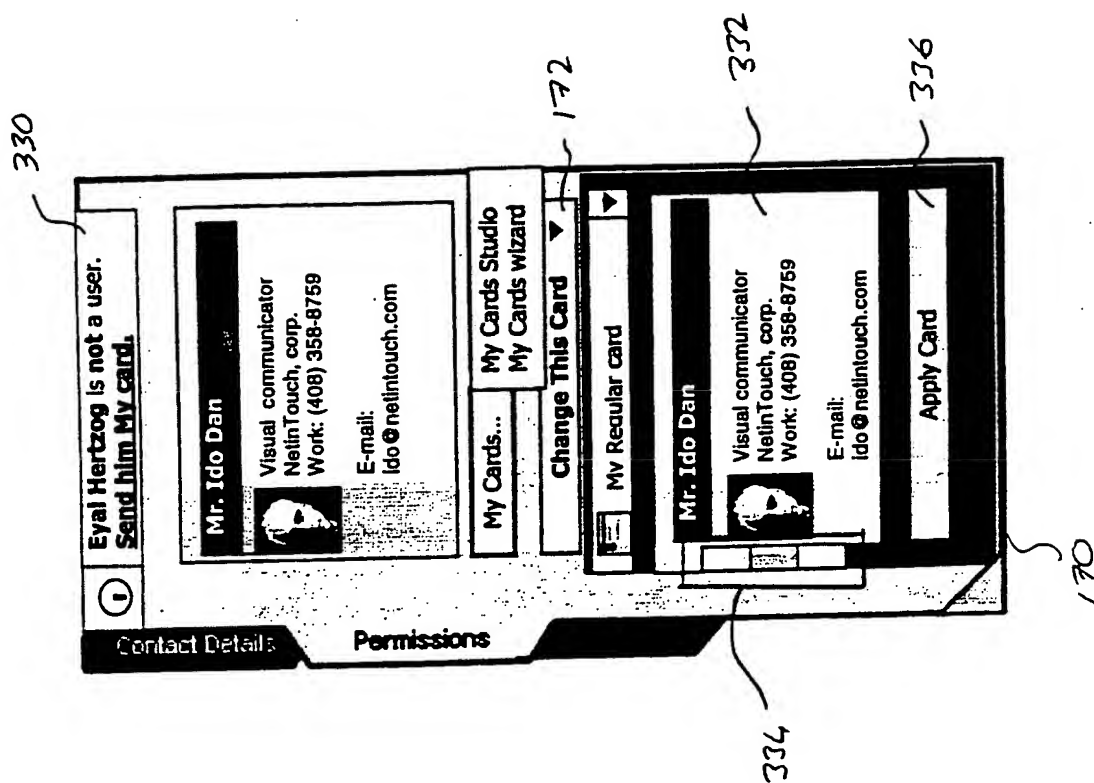 330
Eyal Hertzog is not a user.
Send him My card.
Contact Details
Permissions
Mr. Ido Dan
Visual communicator
NetinTouch, corp.
Work: (408) 358-8759
E-mail:
ido@netintouch.com
My Cards...
My Cards Studio
My Cards wizard
Change This Card
172
My Regular card
Mr. Ido Dan
Visual communicator
NetinTouch, corp.
Work: (408) 358-8759
E-mail:
ido@netintouch.com
332
334
Apply Card
336
170